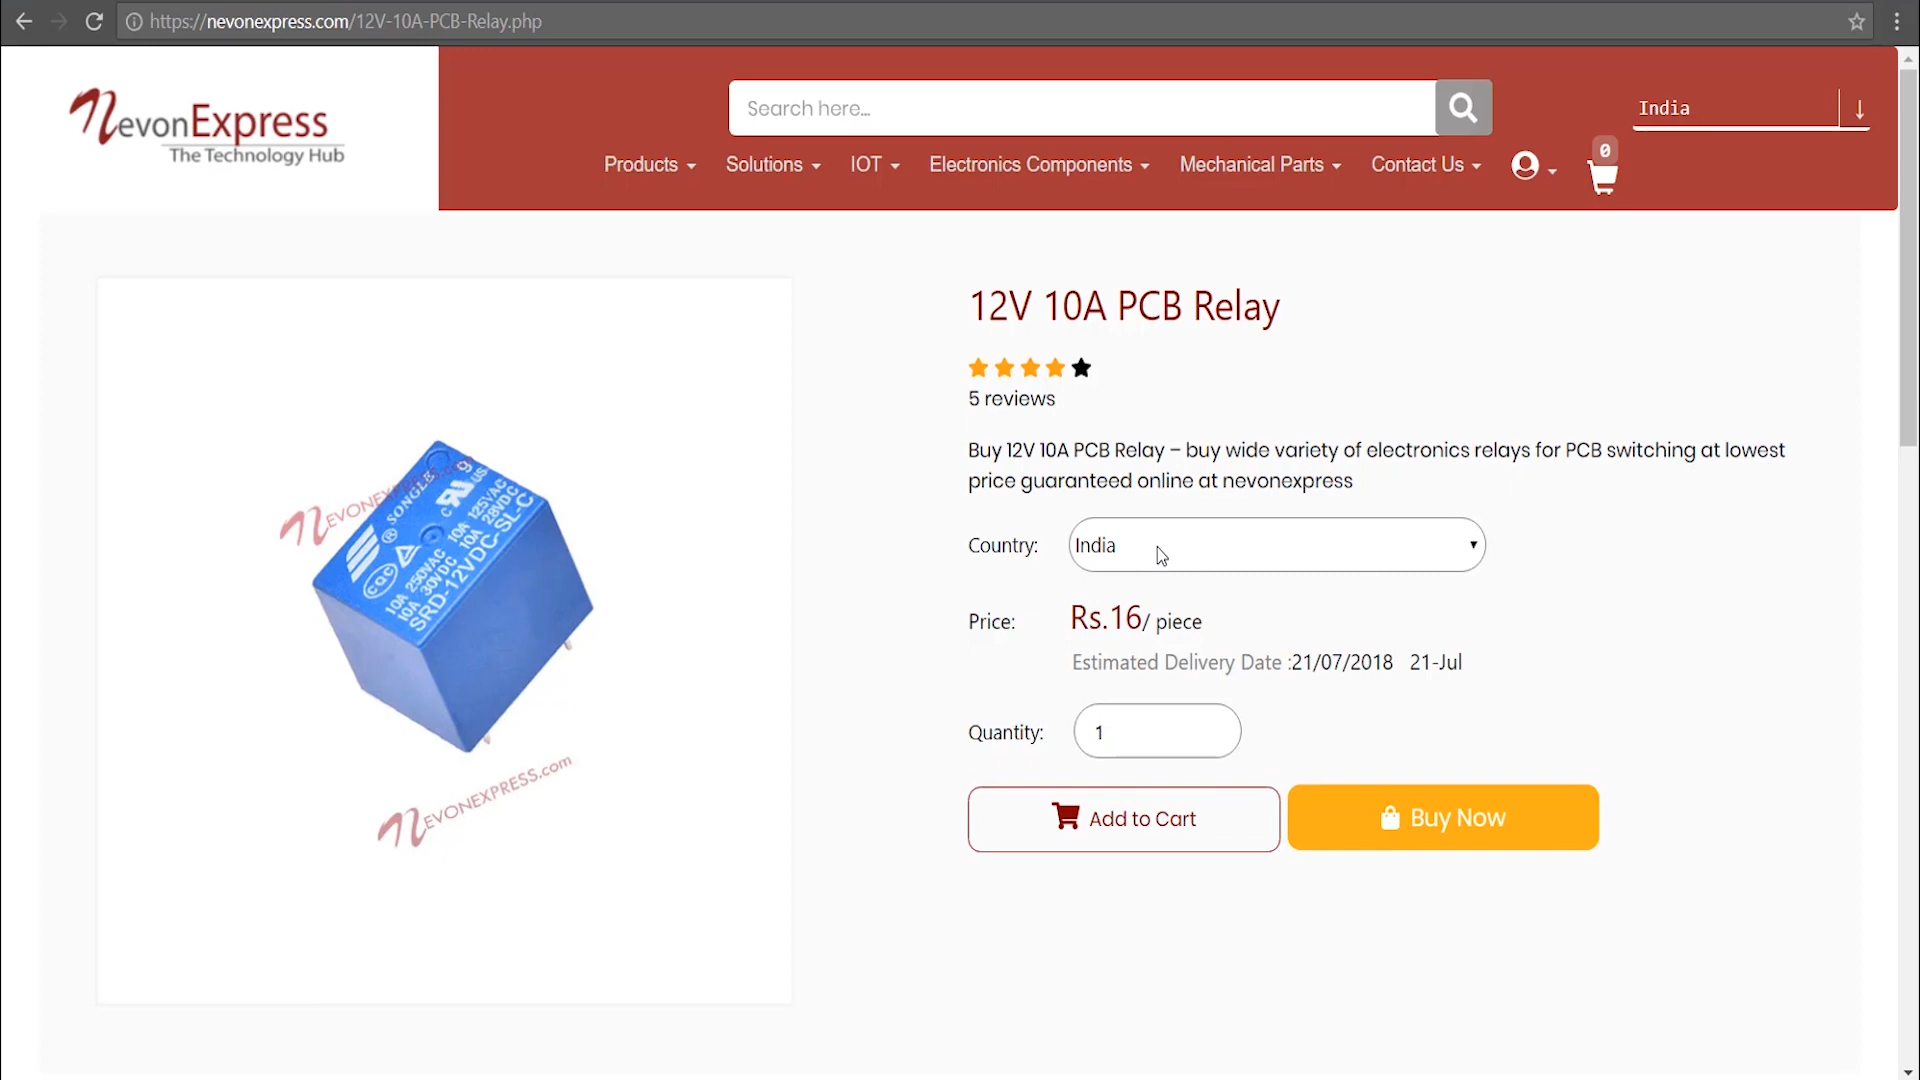 https://nevonexpress.com/12V-10A-PCB-Relay.php
NevonExpress
The Technology Hub
Search here...
India
Products
Solutions
IOT
Electronics Components
Mechanical Parts
Contact Us
0
12V 10A PCB Relay
5 reviews
Buy 12V 10A PCB Relay – buy wide variety of electronics relays for PCB switching at lowest
price guaranteed online at nevonexpress
Country:
India
Price:
Rs.16/ piece
Estimated Delivery Date :21/07/2018 21-Jul
Quantity:
1
Add to Cart
Buy Now
NEVONEXPRESS.com
SONGLE
®
c US
CQC
10A 250VAC 10A 125VAC
10A 30VDC 10A 28VDC
SRD-12VDC-SL-C
NEVONEXPRESS.com